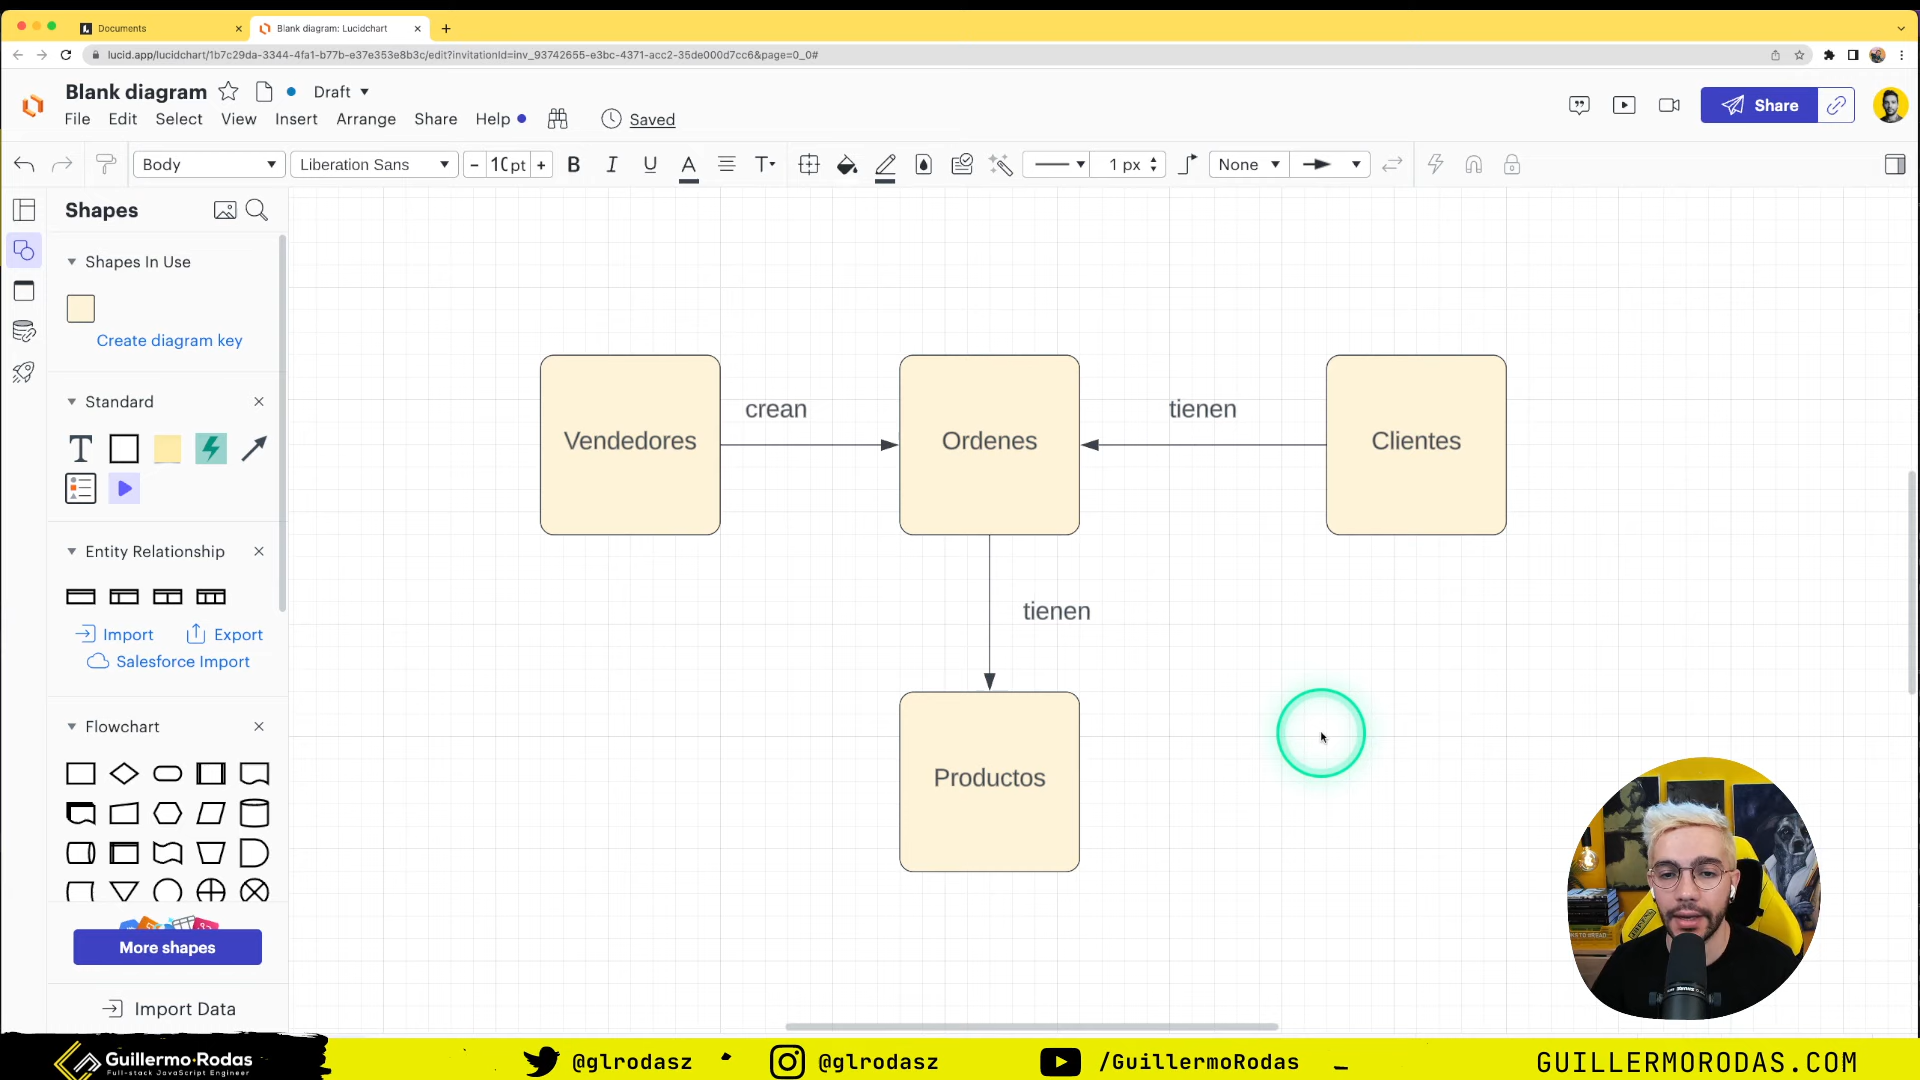 Documents
Blank diagram: Lucidchart
lucid.app/lucidchart/1b7c29da-3344-4fa1-b77b-e37e353e8b3c/edit?invitationId=inv_93742655-e3bc-4371-acc2-35de000d7cc6&page=0_0#
Blank diagram
Draft
File Edit Select View Insert Arrange Share Help
Saved
Share
Body
Liberation Sans
- 10 pt +
B I U A T
1 px
None
Shapes
Shapes In Use
Create diagram key
Standard
T
Entity Relationship
Import
Export
Salesforce Import
Flowchart
More shapes
Import Data
Vendedores
crean
Ordenes
tienen
Clientes
tienen
Productos
Guillermo Rodas
Full-stack JavaScript Engineer
@glrodasz
@glrodasz
/GuillermoRodas
GUILLERMORODAS.COM